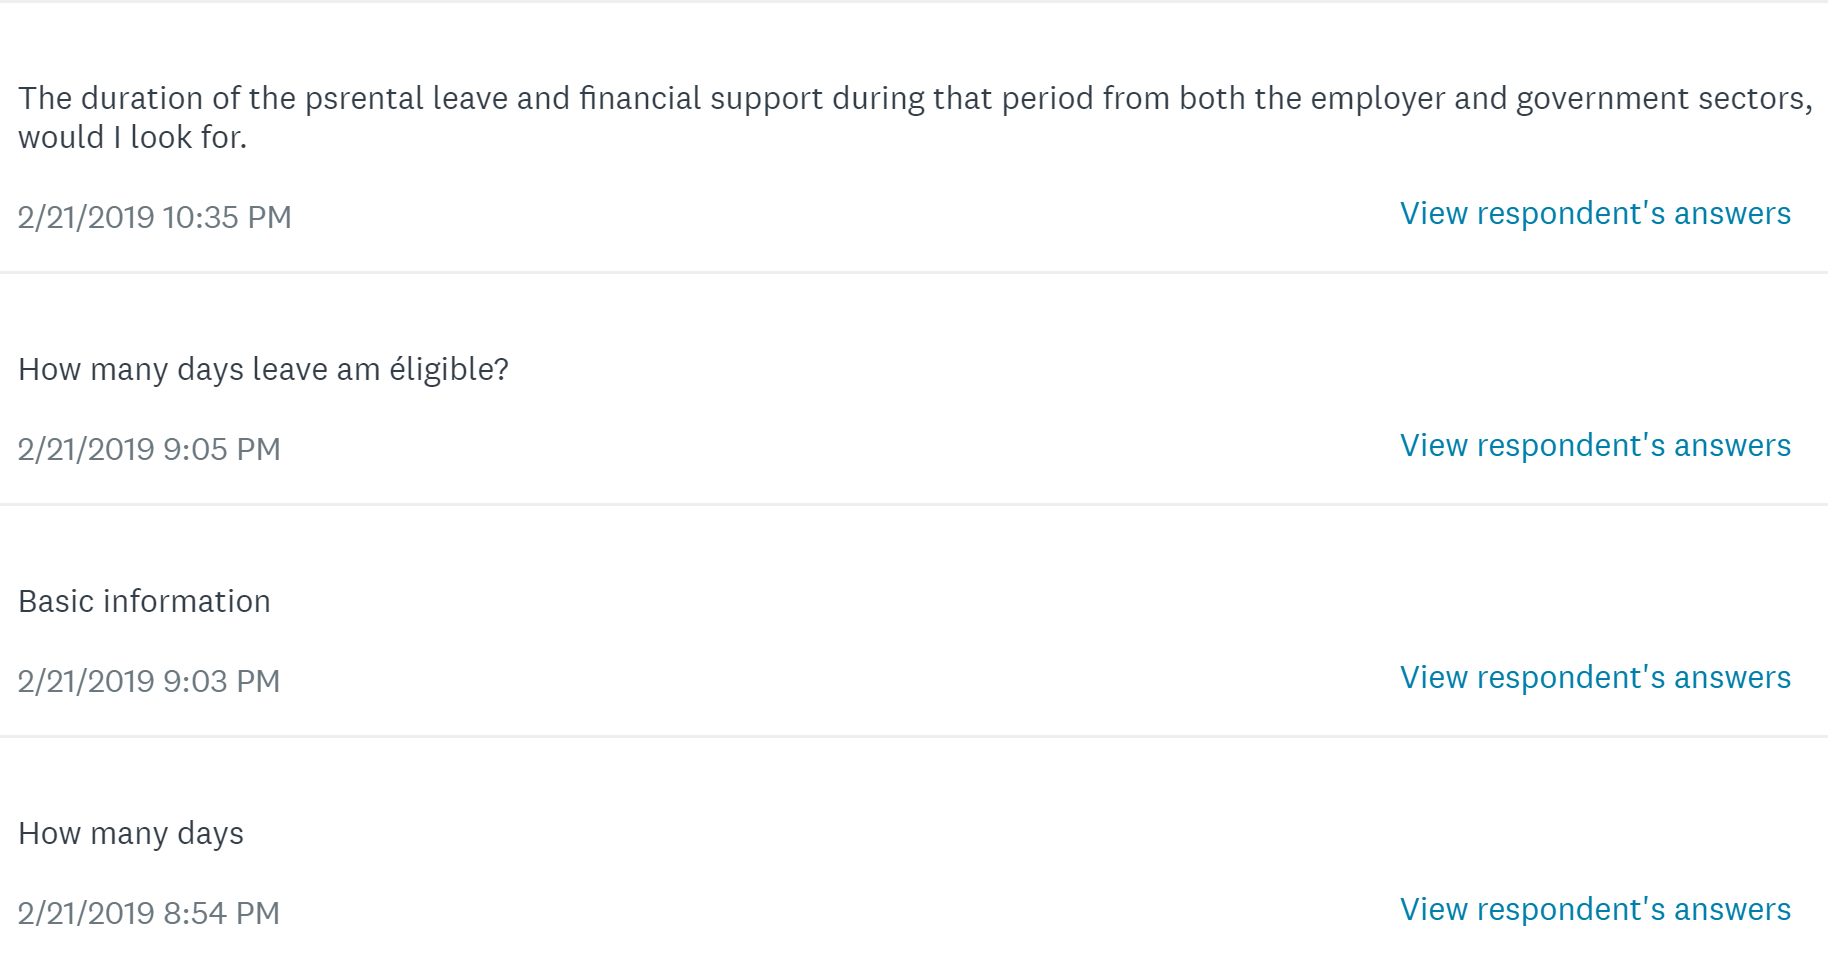 The duration of the psrental leave and financial support during that period from both the employer and government sectors,
would I look for.
2/21/2019 10:35 PM
View respondent's answers
How many days leave am éligible?
2/21/2019 9:05 PM
View respondent's answers
Basic information
2/21/2019 9:03 PM
View respondent's answers
How many days
2/21/2019 8:54 PM
View respondent's answers